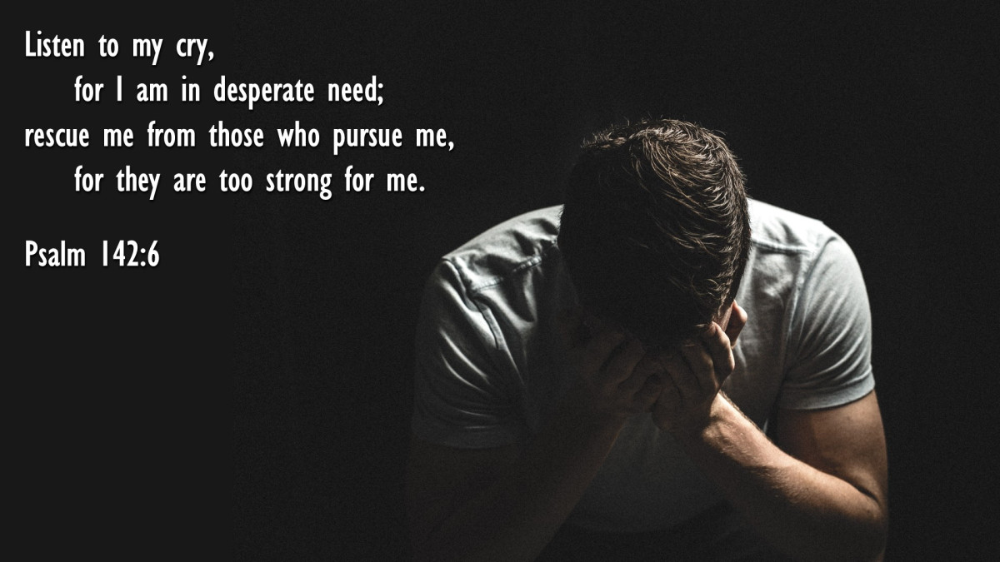 Listen to my cry,
for I am in desperate need;
rescue me from those who pursue me,
for they are too strong for me.
Psalm 142:6